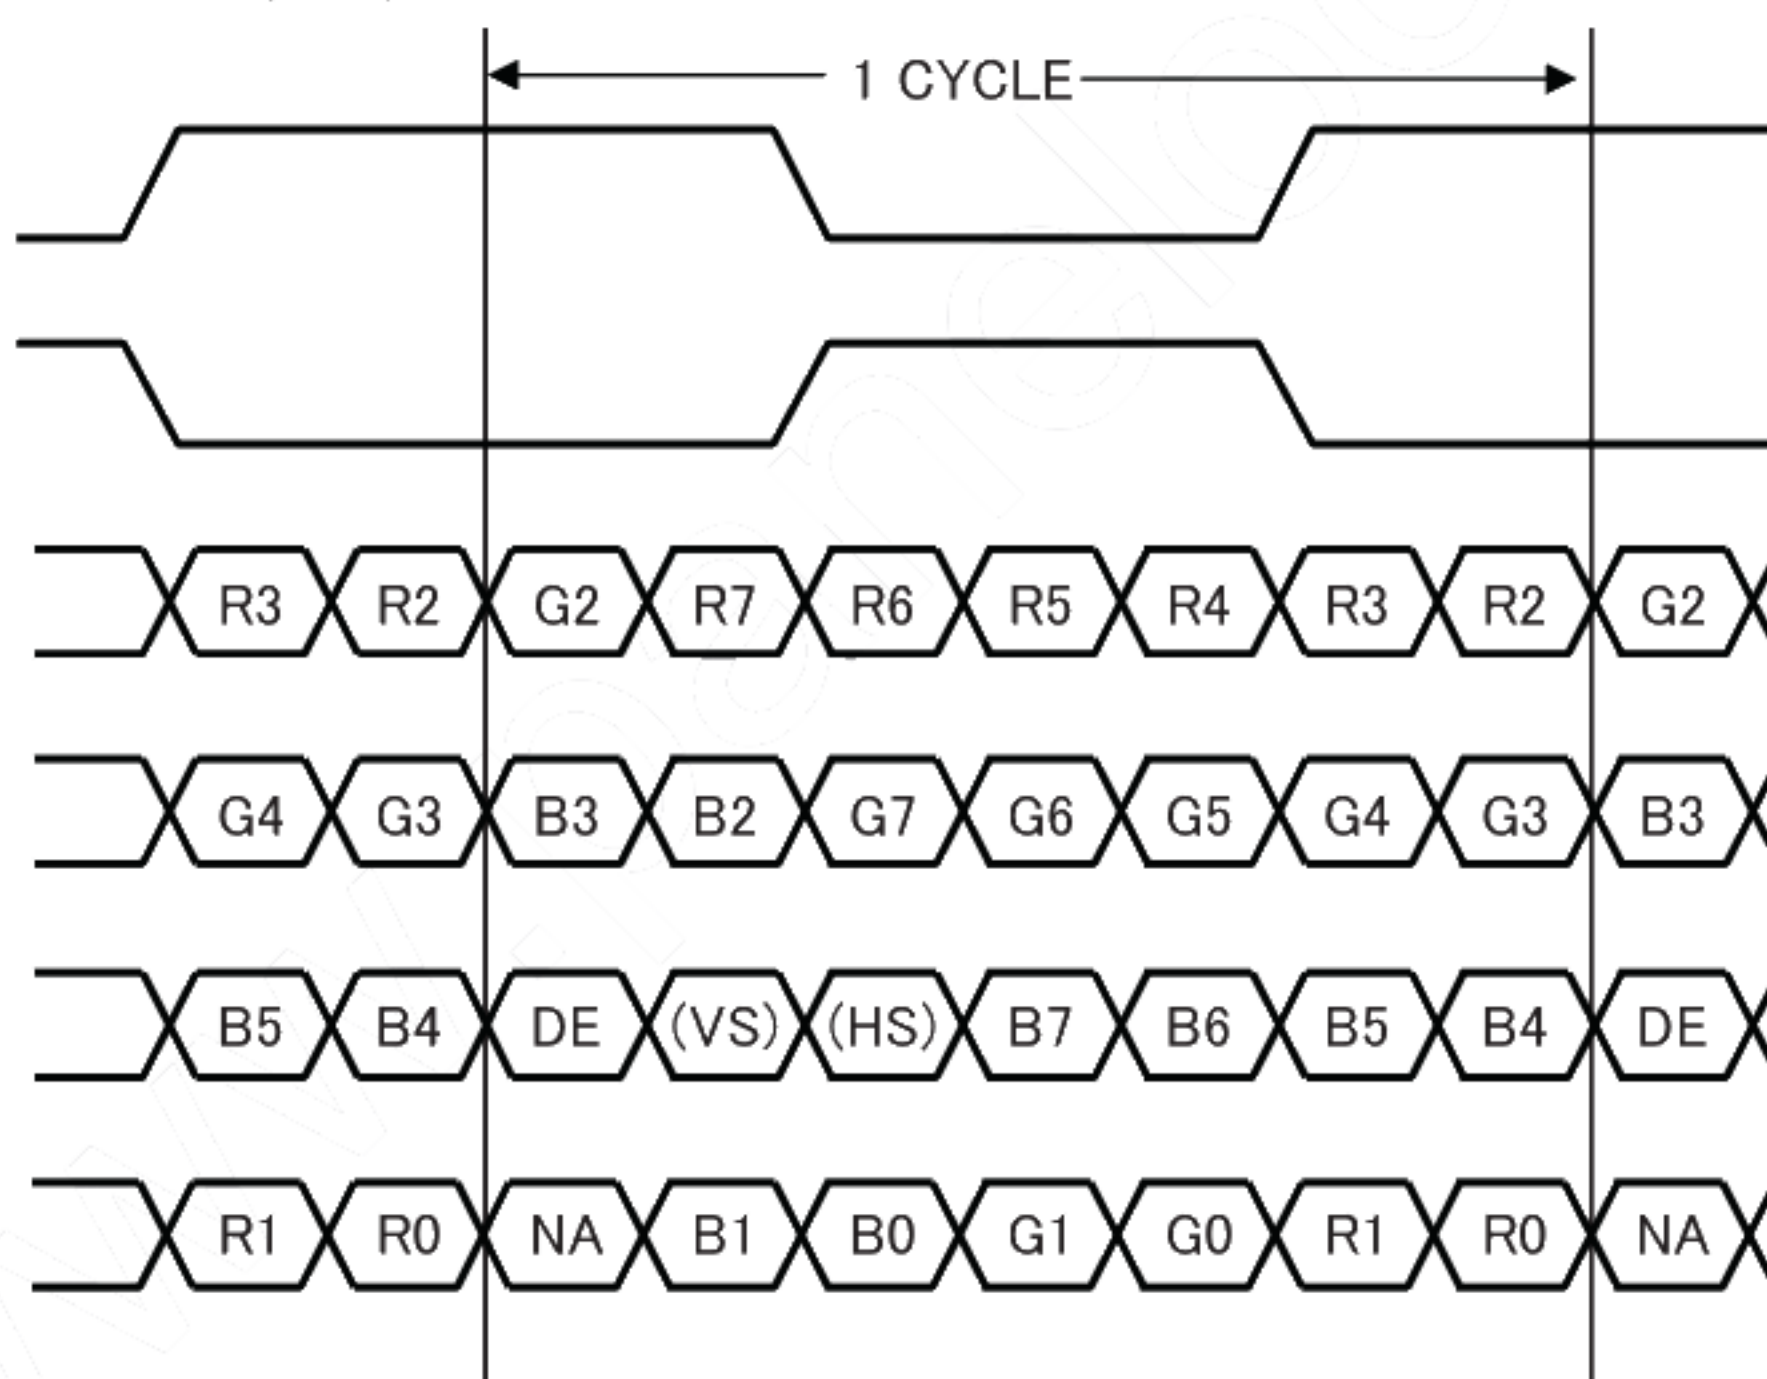 1 CYCLE
R3 R2 G2 R7 R6 R5 R4 R3 R2 G2
G4 G3 B3 B2 G7 G6 G5 G4 G3 B3
B5 B4 DE (VS) (HS) B7 B6 B5 B4 DE
R1 R0 NA B1 B0 G1 G0 R1 R0 NA